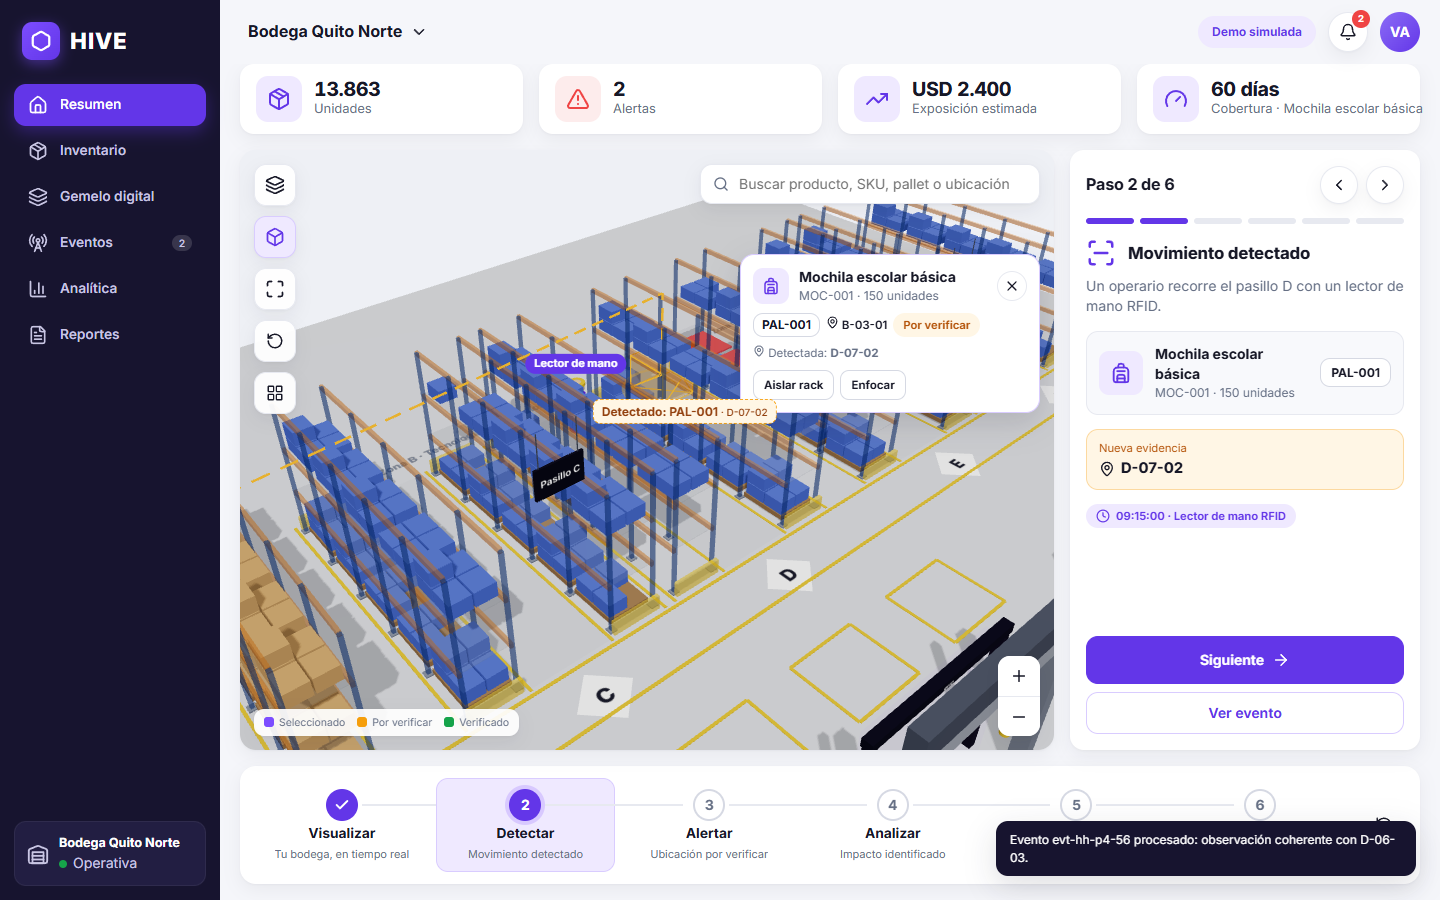 HIVE
Resumen
Inventario
Gemelo digital
Eventos 2
Analítica
Reportes
Bodega Quito Norte
Operativa
Bodega Quito Norte
Demo simulada
2
VA
13.863
Unidades
2
Alertas
USD 2.400
Exposición estimada
60 días
Cobertura · Mochila escolar básica
Buscar producto, SKU, pallet o ubicación
Mochila escolar básica
MOC-001 · 150 unidades
PAL-001 B-03-01 Por verificar
Detectada: D-07-02
Aislar rack Enfocar
Lector de mano
Detectado: PAL-001 · D-07-02
Pasillo C
E
D
C
Seleccionado Por verificar Verificado
Paso 2 de 6
Movimiento detectado
Un operario recorre el pasillo D con un lector de
mano RFID.
Mochila escolar
básica
MOC-001 · 150 unidades
PAL-001
Nueva evidencia
D-07-02
09:15:00 · Lector de mano RFID
Siguiente
Ver evento
Visualizar
Tu bodega, en tiempo real
2
Detectar
Movimiento detectado
3
Alertar
Ubicación por verificar
4
Analizar
Impacto identificado
5
6
Evento evt-hh-p4-56 procesado: observación coherente con D-06-
03.